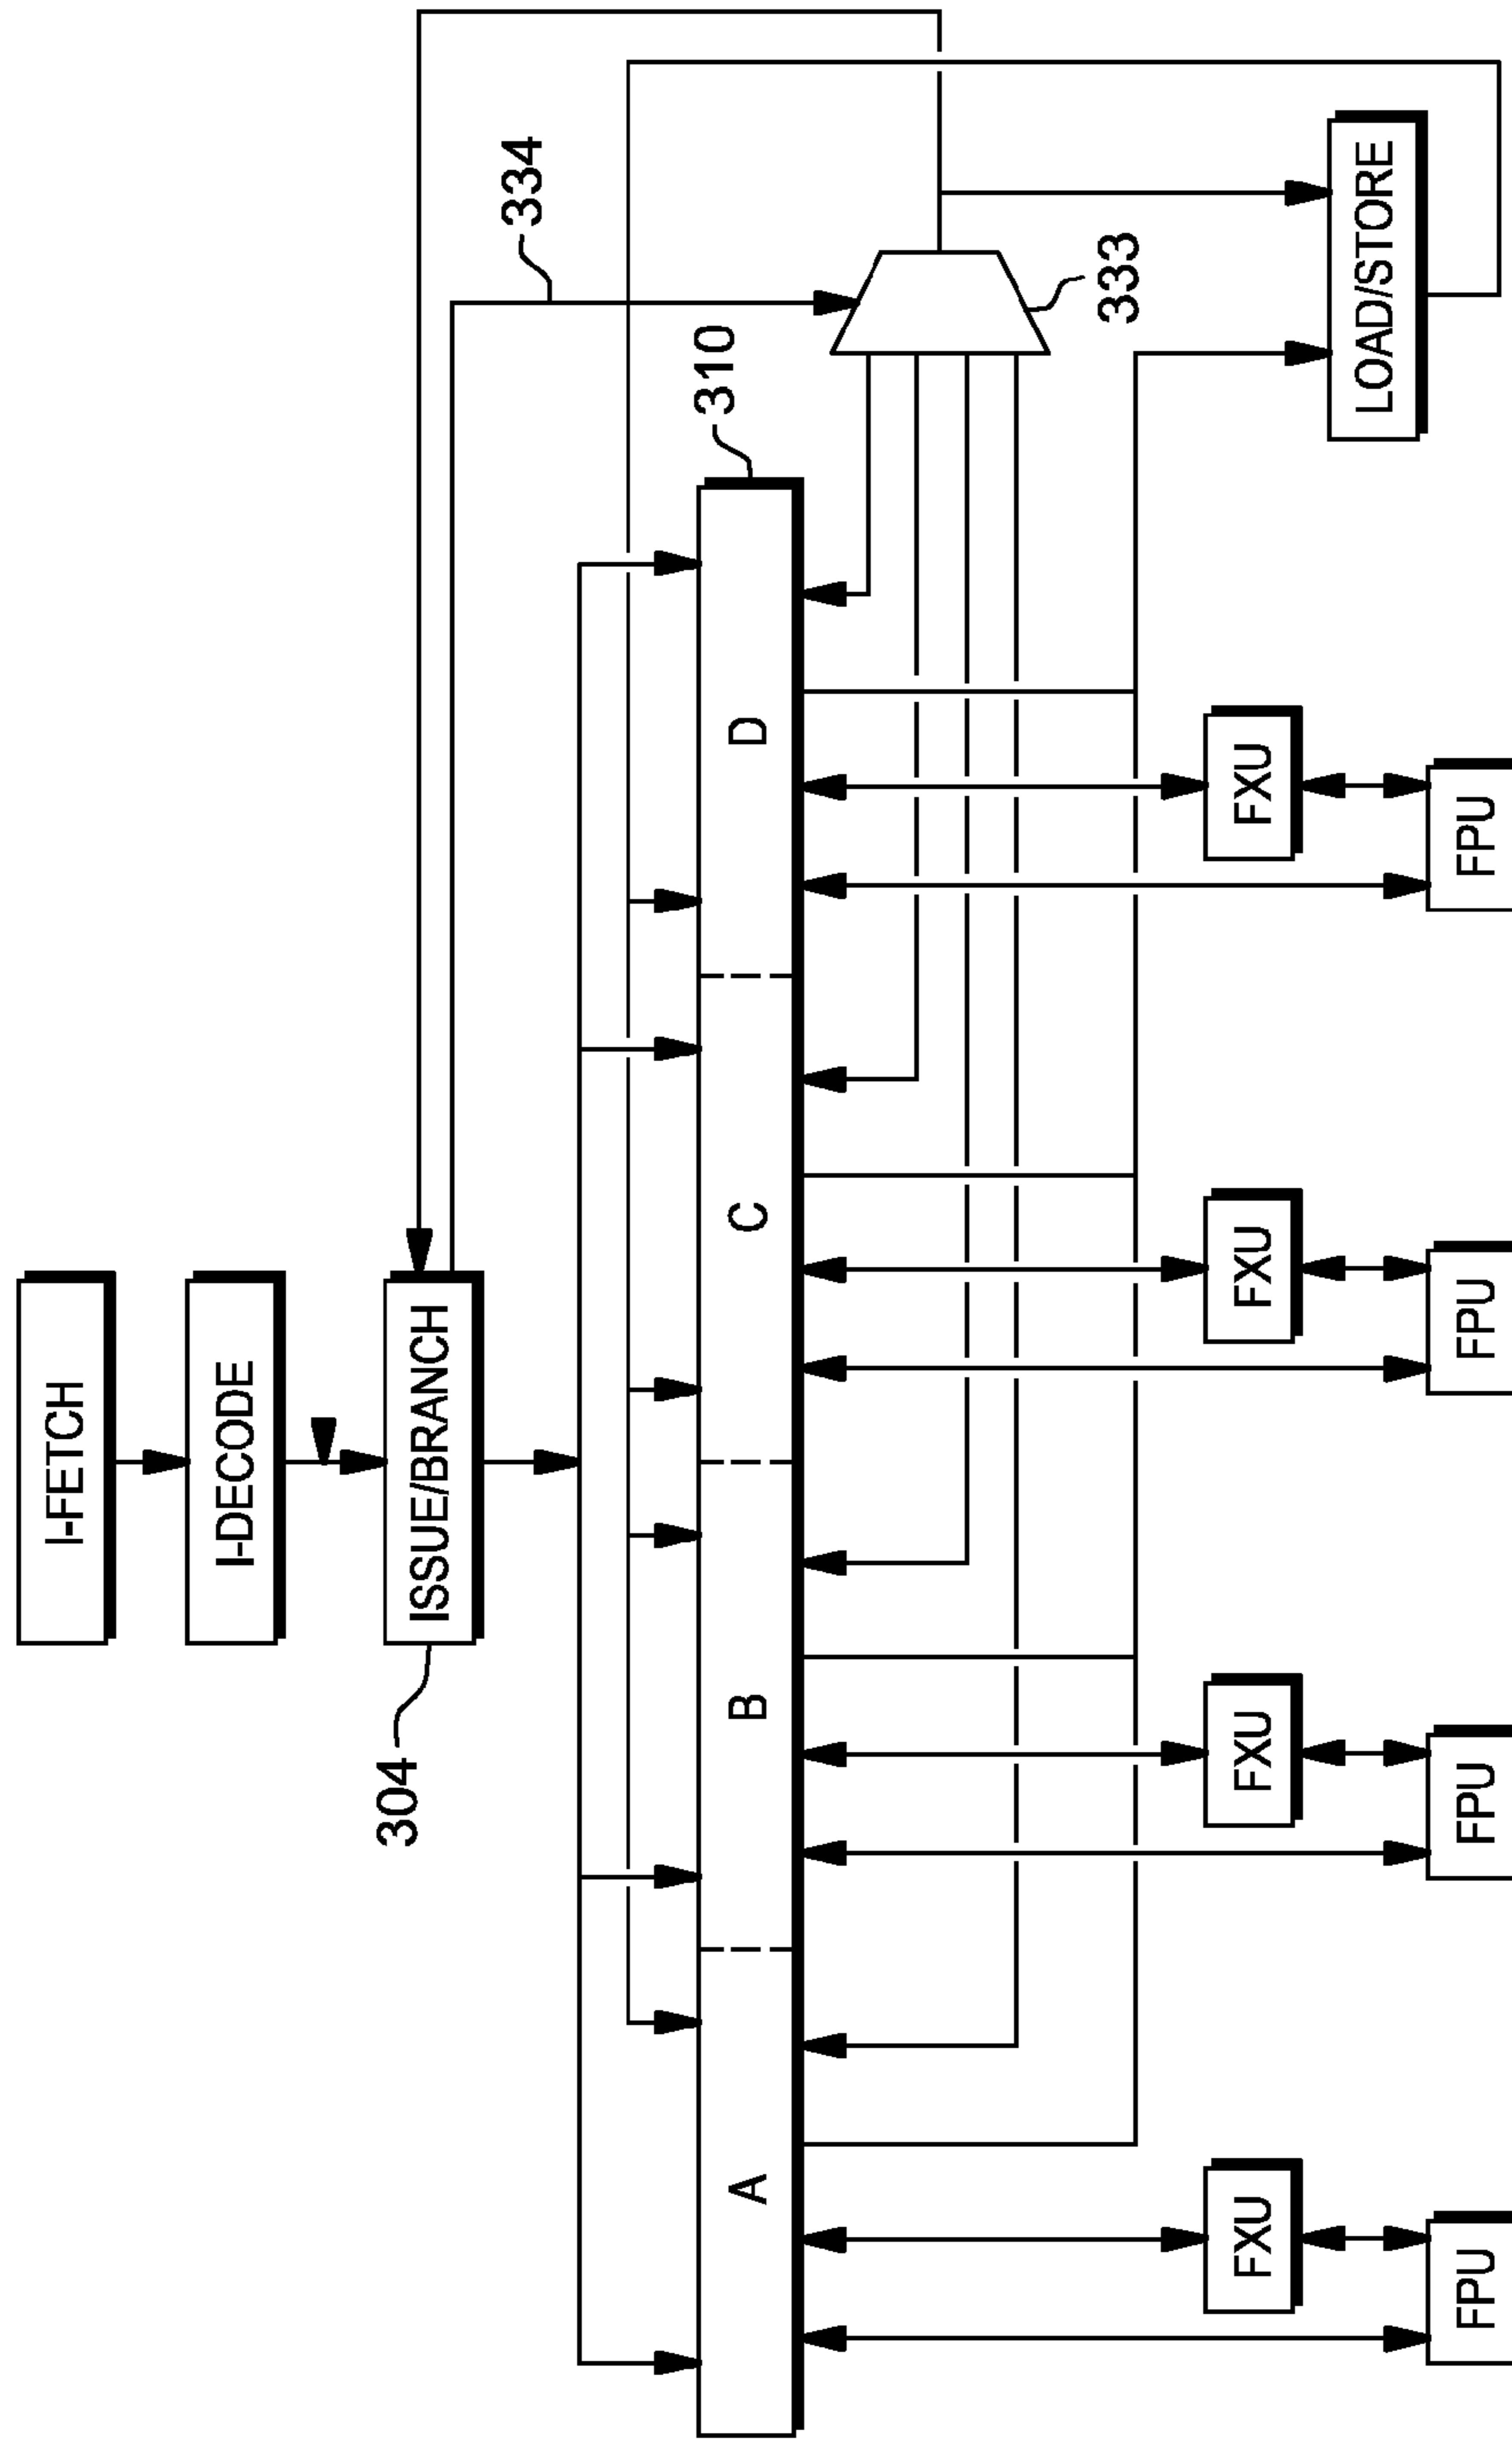 I-FETCH
I-DECODE
304
ISSUE/BRANCH
334
310
A
B
C
D
333
FXU
FXU
FXU
FXU
LOAD/STORE
FPU
FPU
FPU
FPU